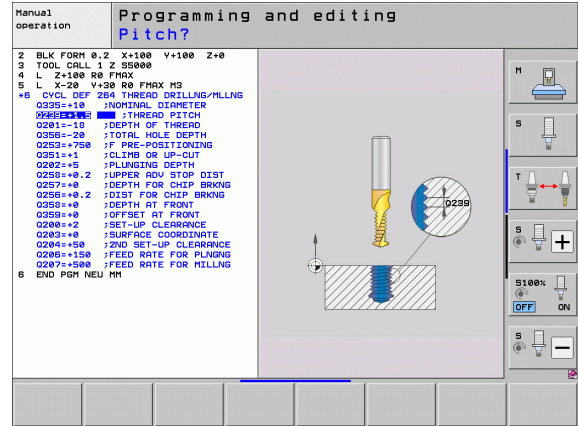 Manual
operation
Programming and editing
Pitch?
2 BLK FORM 0.2 X+100 Y+100 Z+0
3 TOOL CALL 1 Z S5000
4 L Z+100 R0 FMAX
5 L X-20 Y+30 R0 FMAX M3
*6 CYCL DEF 264 THREAD DRILLNG/MLLNG
Q335=+10 ;NOMINAL DIAMETER
Q239=+1.5 ;THREAD PITCH
Q201=-18 ;DEPTH OF THREAD
Q356=-20 ;TOTAL HOLE DEPTH
Q253=+750 ;F PRE-POSITIONING
Q351=+1 ;CLIMB OR UP-CUT
Q202=+5 ;PLUNGING DEPTH
Q258=+0.2 ;UPPER ADV STOP DIST
Q257=+0 ;DEPTH FOR CHIP BRKNG
Q256=+0.2 ;DIST FOR CHIP BRKNG
Q358=+0 ;DEPTH AT FRONT
Q359=+0 ;OFFSET AT FRONT
Q200=+2 ;SET-UP CLEARANCE
Q203=+0 ;SURFACE COORDINATE
Q204=+50 ;2ND SET-UP CLEARANCE
Q206=+150 ;FEED RATE FOR PLNGNG
Q207=+500 ;FEED RATE FOR MILLNG
6 END PGM NEU MM
Q239
M
S
T
S
+
S100%
OFF ON
S
−